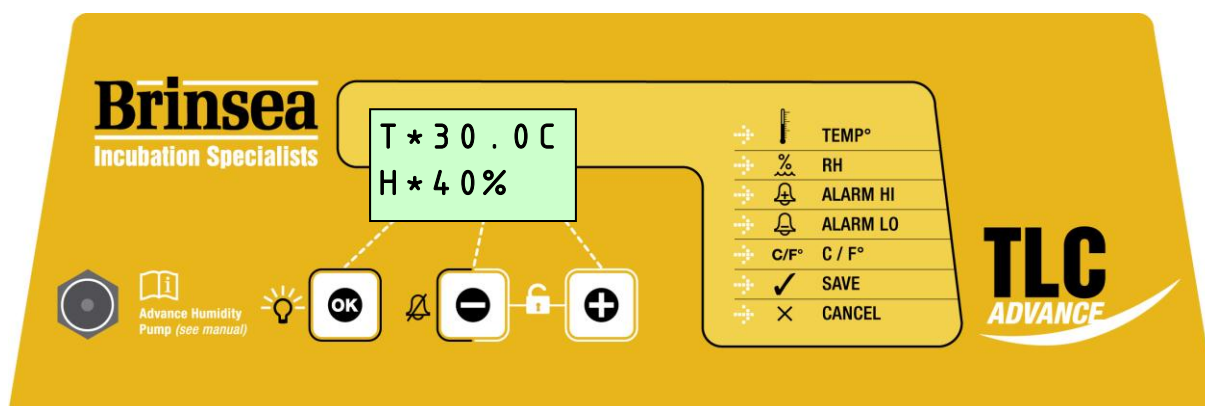 Brinsea
Incubation Specialists
T*30.0C
H*40%
TEMP°
% RH
ALARM HI
ALARM LO
C/F° C / F°
SAVE
CANCEL
i
Advance Humidity
Pump (see manual)
OK
TLC
ADVANCE